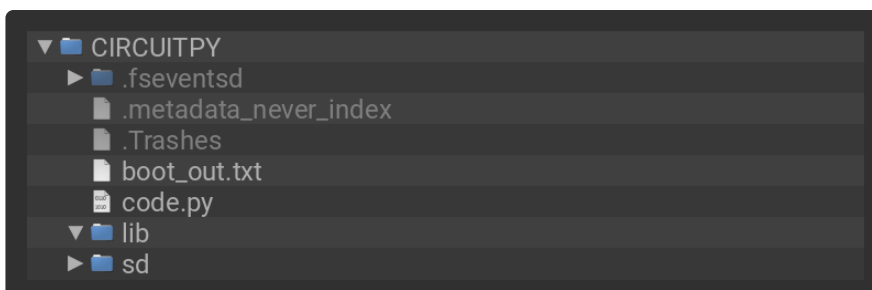 CIRCUITPY
.fseventsd
.metadata_never_index
.Trashes
boot_out.txt
code.py
lib
sd